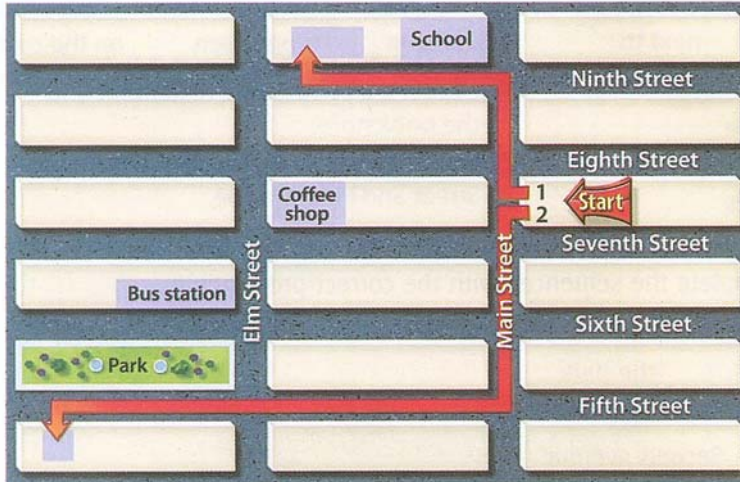 School
Ninth Street
Eighth Street
Coffee
shop
1
2
Start
Seventh Street
Bus station
Elm Street
Main Street
Sixth Street
Park
Fifth Street